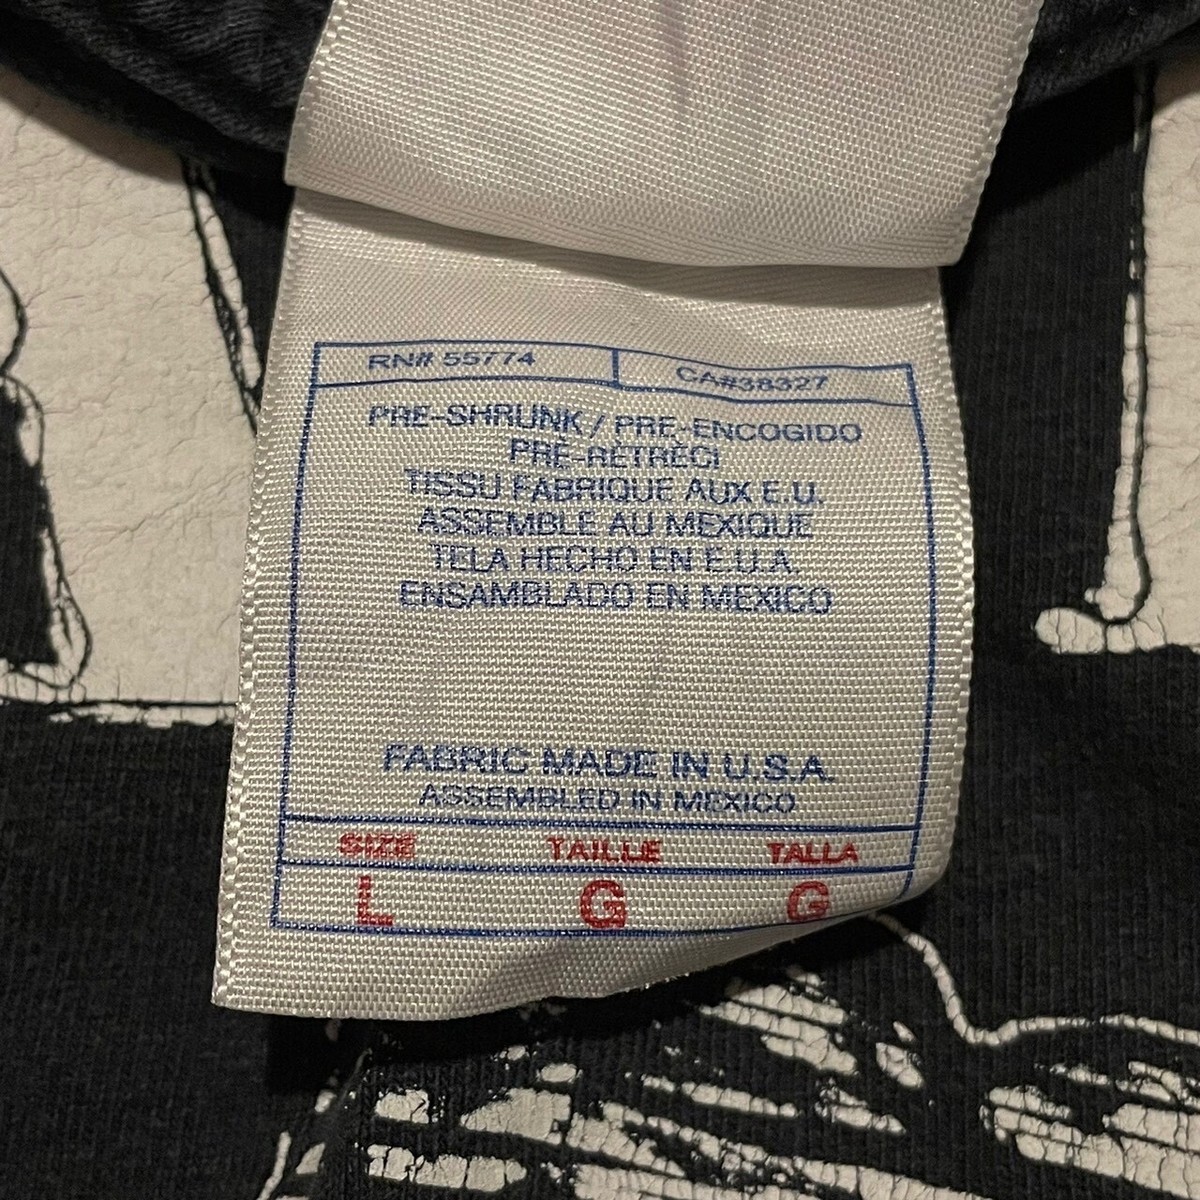 RN# 55774
CA#38327
PRE-SHRUNK / PRE-ENCOGIDO
PRE-RÈTRÈCI
TISSU FABRIQUE AUX E.U.
ASSEMBLE AU MEXIQUE
TELA HECHO EN E.U.A.
ENSAMBLADO EN MEXICO
FABRIC MADE IN U.S.A.
ASSEMBLED IN MEXICO
SIZE TAILLE TALLA
L G G